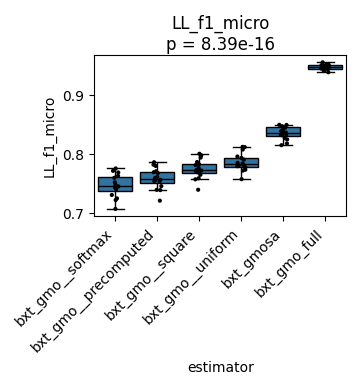 LL_f1_micro
p = 8.39e-16
LL_f1_micro
0.9
0.8
0.7
bxt_gmo__softmax
bxt_gmo__precomputed
bxt_gmo__square
bxt_gmo__uniform
bxt_gmosa
bxt_gmo_full
estimator